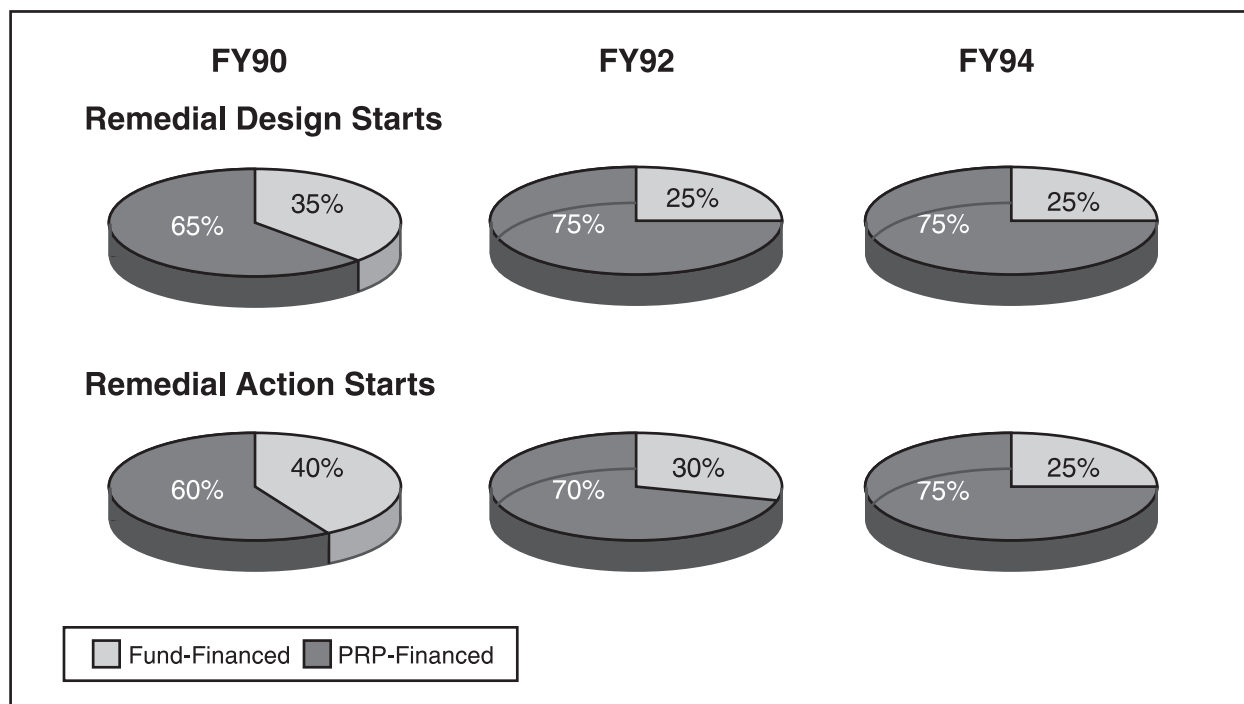 FY90 FY92 FY94
Remedial Design Starts
65% 35% 75% 25% 75% 25%
Remedial Action Starts
60% 40% 70% 30% 75% 25%
Fund-Financed PRP-Financed